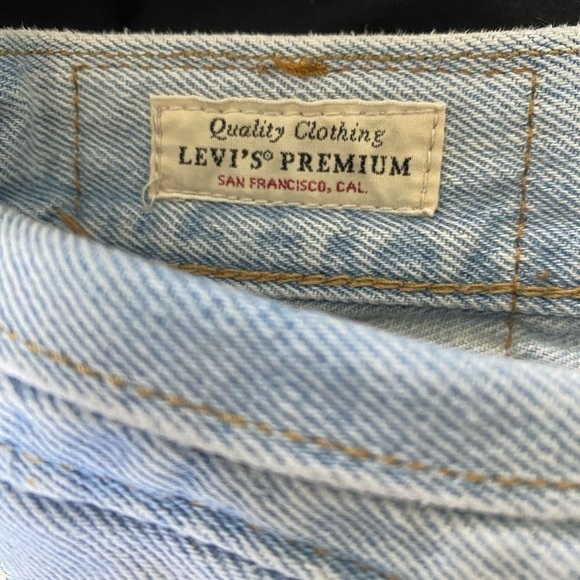 Quality Clothing
LEVI'S® PREMIUM
SAN FRANCISCO, CAL.